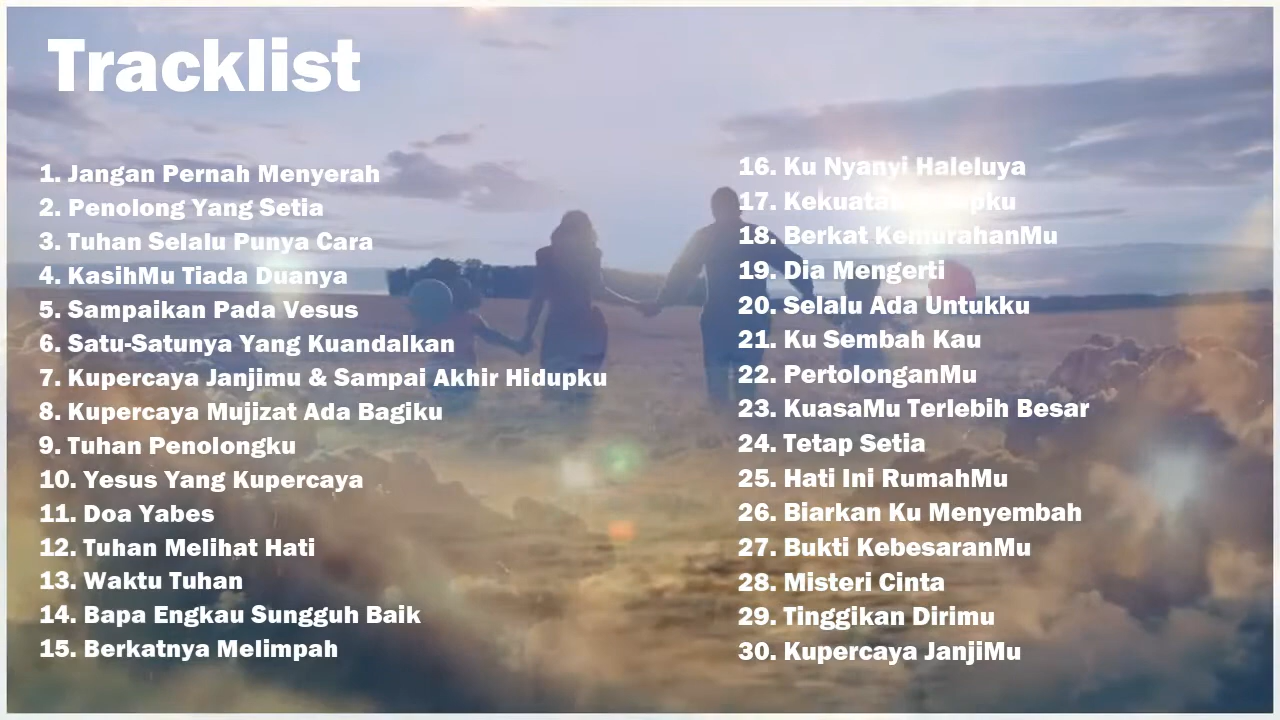 Tracklist
1. Jangan Pernah Menyerah
2. Penolong Yang Setia
3. Tuhan Selalu Punya Cara
4. KasihMu Tiada Duanya
5. Sampaikan Pada Vesus
6. Satu-Satunya Yang Kuandalkan
7. Kupercaya Janjimu & Sampai Akhir Hidupku
8. Kupercaya Mujizat Ada Bagiku
9. Tuhan Penolongku
10. Yesus Yang Kupercaya
11. Doa Yabes
12. Tuhan Melihat Hati
13. Waktu Tuhan
14. Bapa Engkau Sungguh Baik
15. Berkatnya Melimpah
16. Ku Nyanyi Haleluya
17.
18. Berkat KemurahanMu
19. Dia Mengerti
20. Selalu Ada Untukku
21. Ku Sembah Kau
22. PertolonganMu
23. KuasaMu Terlebih Besar
24. Tetap Setia
25. Hati Ini RumahMu
26. Biarkan Ku Menyembah
27. Bukti KebesaranMu
28. Misteri Cinta
29. Tinggikan Dirimu
30. Kupercaya JanjiMu